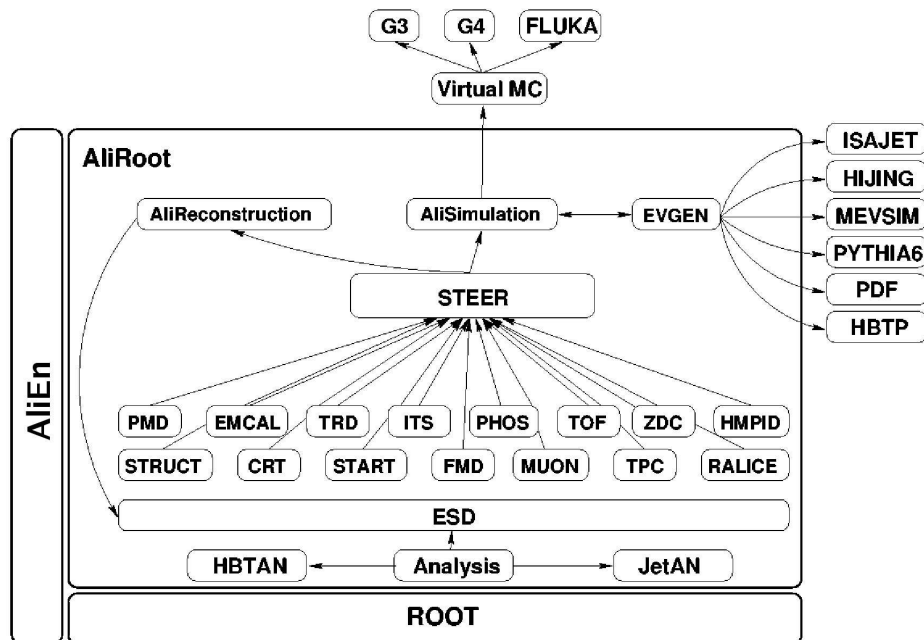 G3 G4 FLUKA
Virtual MC
AliRoot
ISAJET
HIJING
AliReconstruction AliSimulation EVGEN MEVSIM
PYTHIA6
STEER PDF
HBTP
AliEn
PMD EMCAL TRD ITS PHOS TOF ZDC HMPID
STRUCT CRT START FMD MUON TPC RALICE
ESD
HBTAN Analysis JetAN
ROOT